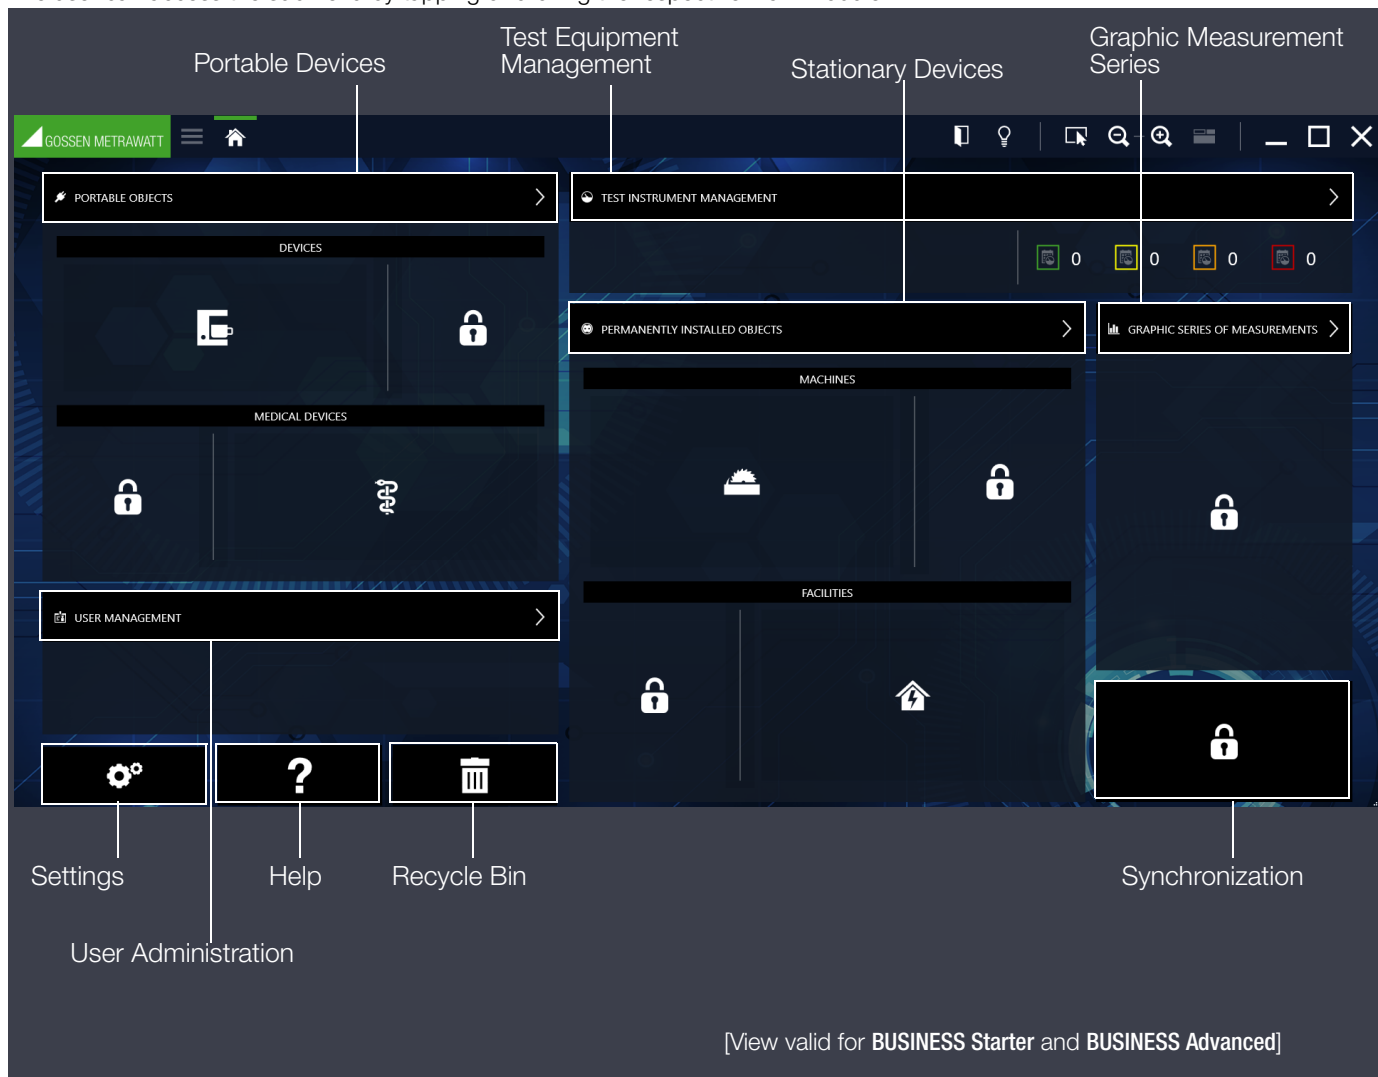 Test Equipment
Management
Graphic Measurement
Series
Portable Devices
Stationary Devices
GOSSEN METRAWATT
PORTABLE OBJECTS
TEST INSTRUMENT MANAGEMENT
DEVICES
0
0
0
0
PERMANENTLY INSTALLED OBJECTS
GRAPHIC SERIES OF MEASUREMENTS
MACHINES
MEDICAL DEVICES
FACILITIES
USER MANAGEMENT
?
Settings
Help
Recycle Bin
Synchronization
User Administration
[View valid for BUSINESS Starter and BUSINESS Advanced]